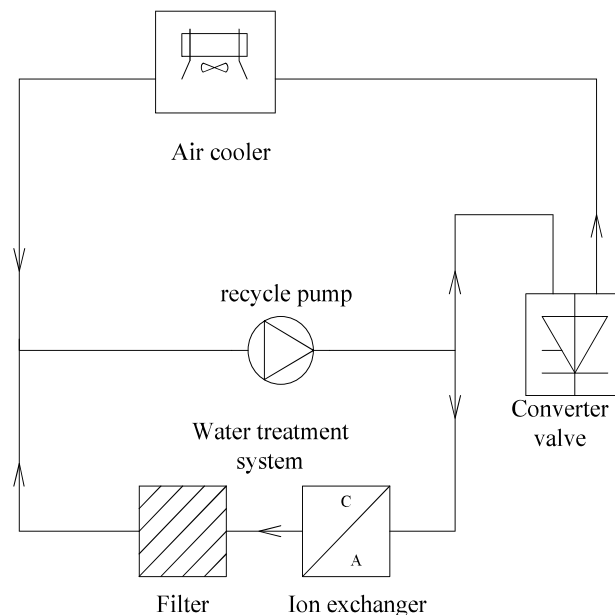 Air cooler
recycle pump
Converter
valve
Water treatment
system
C
A
Filter
Ion exchanger